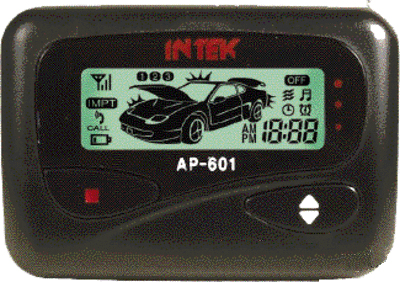 INTEK
1 2 3
OFF
IMPT
CALL
AM
PM 18:88
AP-601